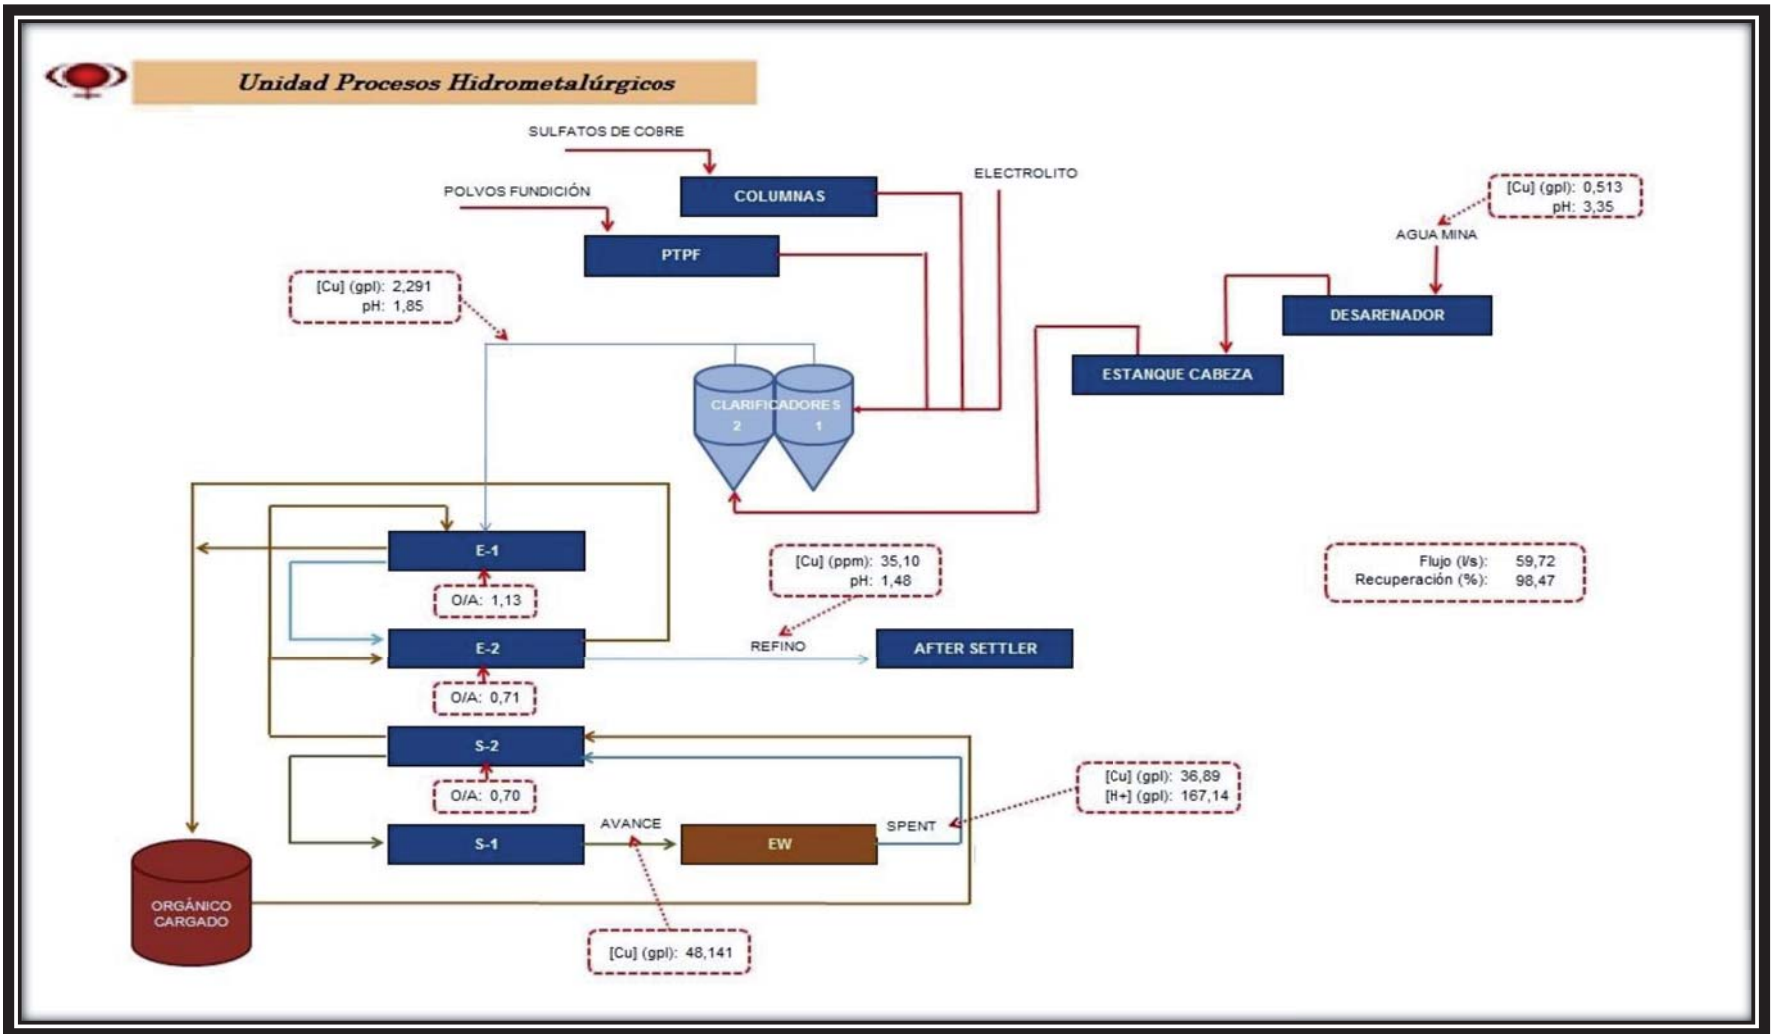 Unidad Procesos Hidrometalúrgicos
SULFATOS DE COBRE
POLVOS FUNDICIÓN
COLUMNAS
ELECTROLITO
[Cu] (gpl): 0,513
pH: 3,35
AGUA MINA
PTPF
[Cu] (gpl): 2,291
pH: 1,85
DESARENADOR
ESTANQUE CABEZA
CLARIFICADORES
2 1
E-1
O/A: 1,13
[Cu] (ppm): 35,10
pH: 1,48
Flujo (l/s): 59,72
Recuperación (%): 98,47
E-2
REFINO
AFTER SETTLER
O/A: 0,71
S-2
O/A: 0,70
[Cu] (gpl): 36,89
[H+] (gpl): 167,14
S-1
AVANCE
EW
SPENT
ORGÁNICO
CARGADO
[Cu] (gpl): 48,141